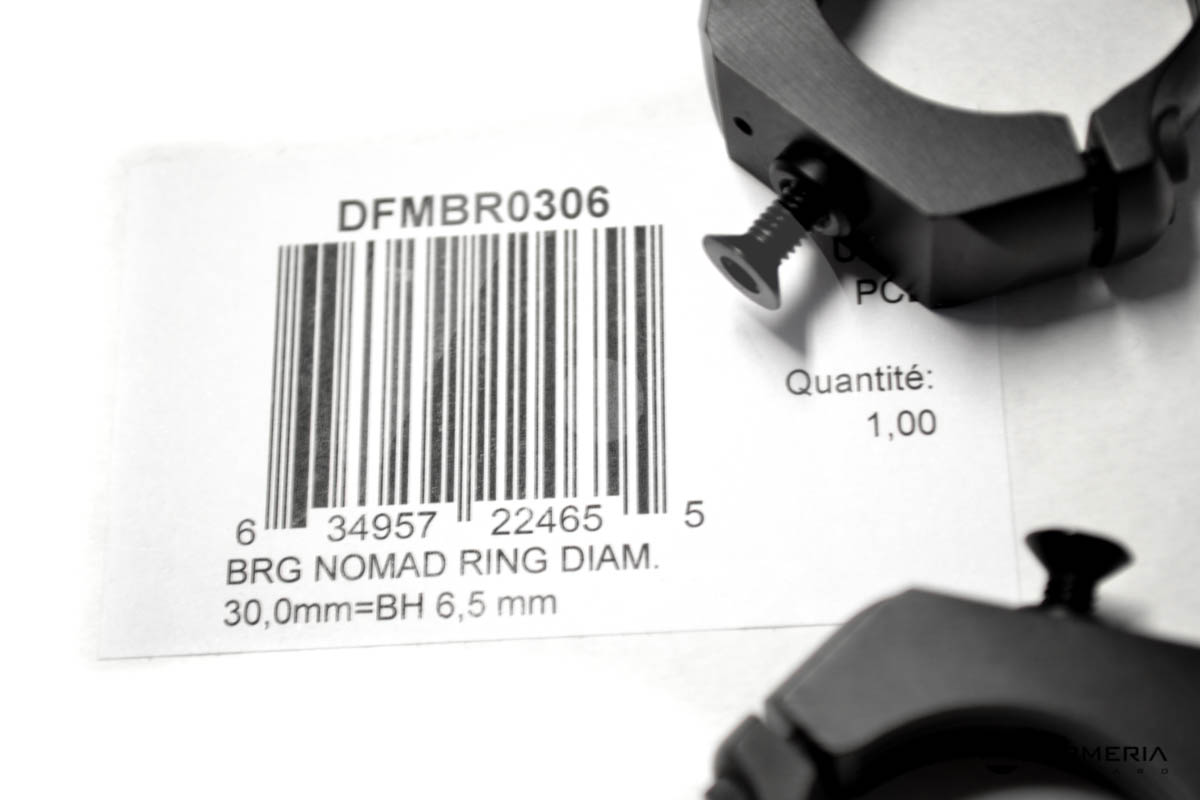 DFMBR0306
6 34957 22465 5
BRG NOMAD RING DIAM.
30,0mm=BH 6,5 mm
Quantité:
1,00